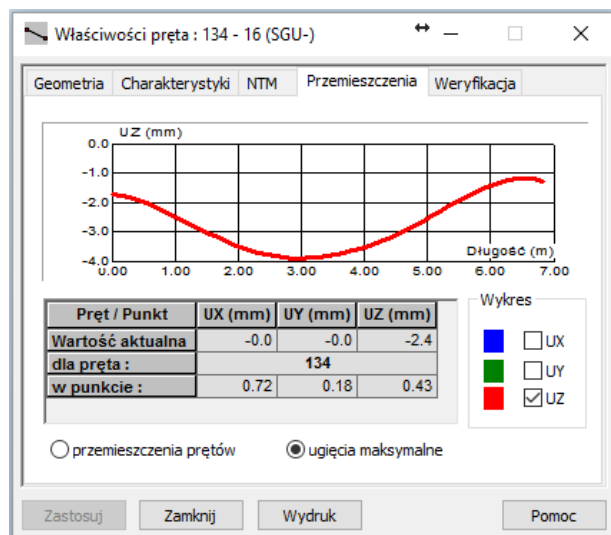 Właściwości pręta : 134 - 16 (SGU-)
Geometria Charakterystyki NTM Przemieszczenia Weryfikacja
UZ (mm)
0.0
-1.0
-2.0
-3.0
-4.0
Długość (m)
0.00 1.00 2.00 3.00 4.00 5.00 6.00 7.00
Pręt / Punkt UX (mm) UY (mm) UZ (mm)
Wartość aktualna -0.0 -0.0 -2.4
dla pręta : 134
w punkcie : 0.72 0.18 0.43
Wykres
UX
UY
UZ
przemieszczenia prętów ugięcia maksymalne
Zastosuj Zamknij Wydruk Pomoc